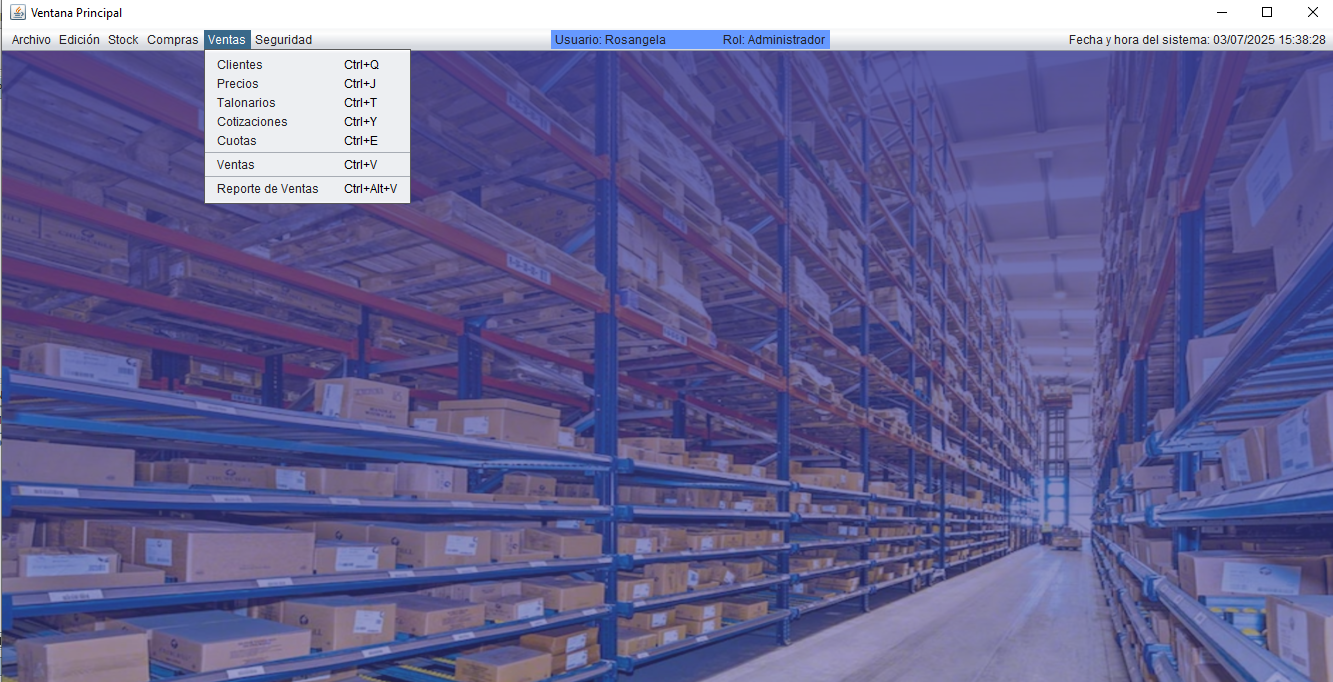 Ventana Principal
Archivo Edición Stock Compras Ventas Seguridad Usuario: Rosangela Rol: Administrador Fecha y hora del sistema: 03/07/2025 15:38:28
Clientes Ctrl+Q
Precios Ctrl+J
Talonarios Ctrl+T
Cotizaciones Ctrl+Y
Cuotas Ctrl+E
Ventas Ctrl+V
Reporte de Ventas Ctrl+Alt+V